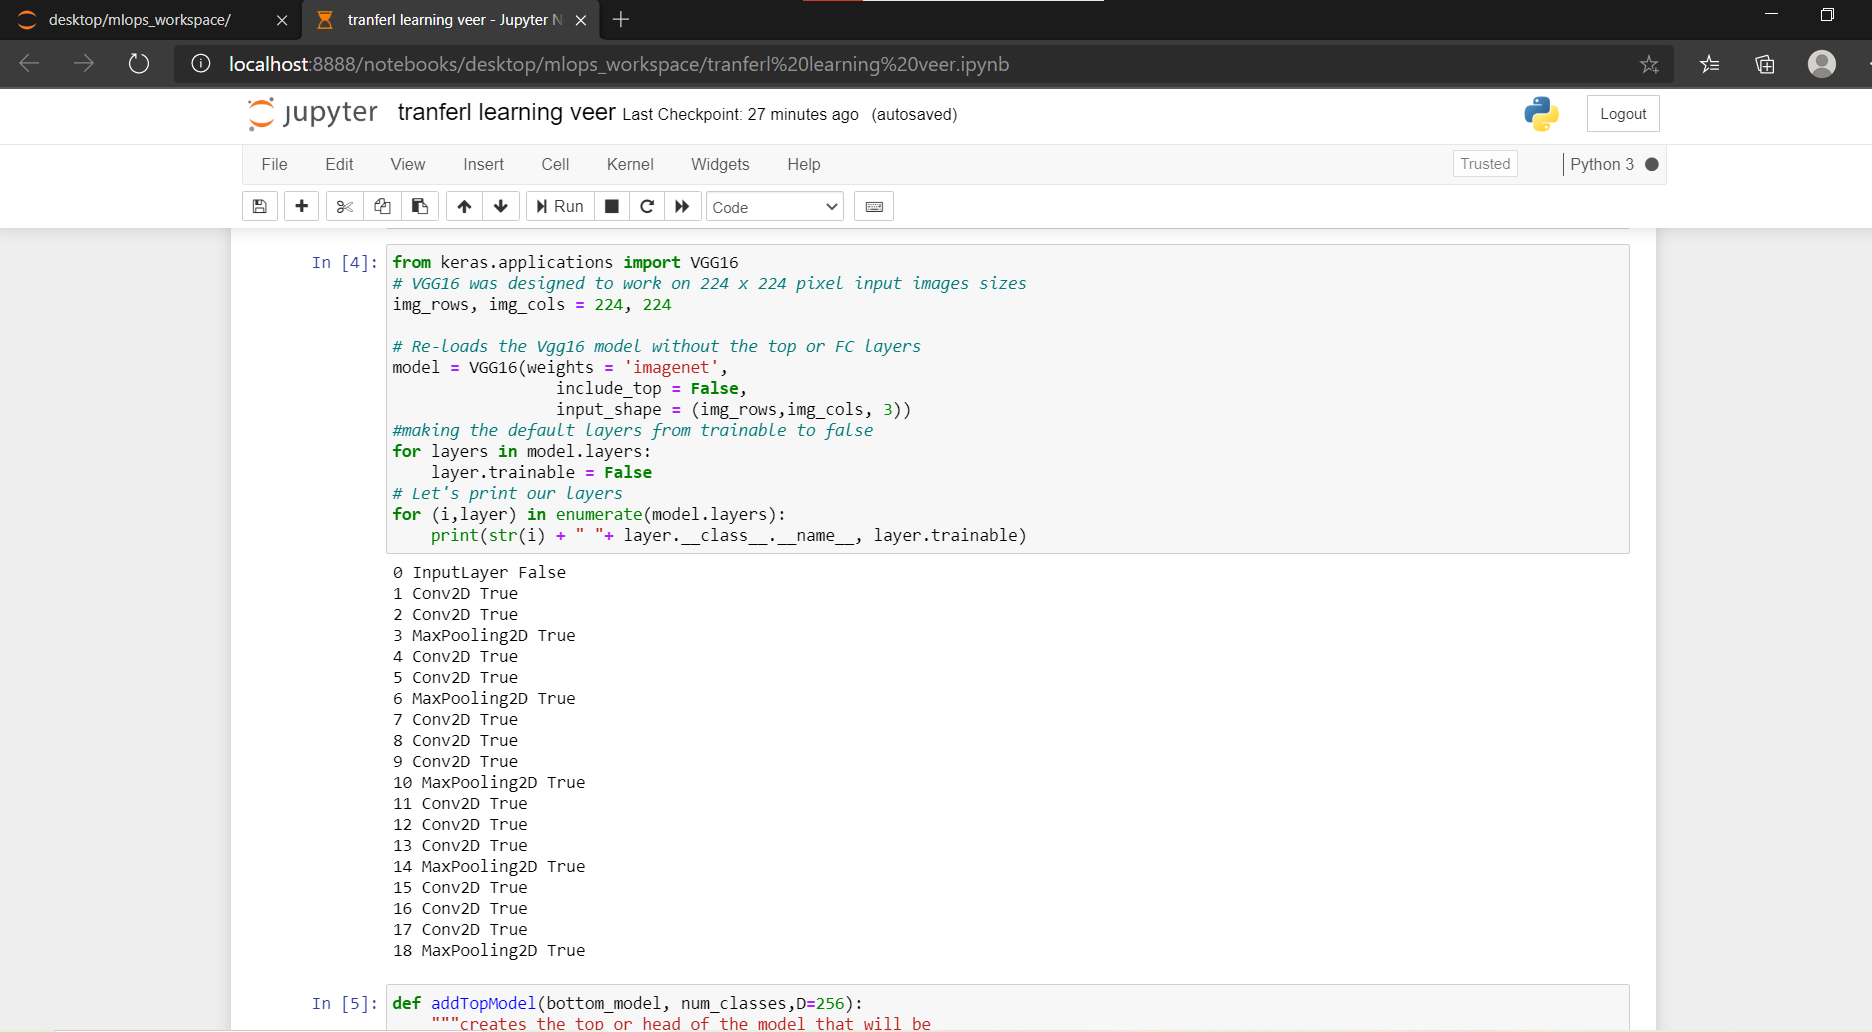 desktop/mlops_workspace/
tranferl learning veer - Jupyter N
localhost:8888/notebooks/desktop/mlops_workspace/tranferl%20learning%20veer.ipynb
jupyter tranferl learning veer Last Checkpoint: 27 minutes ago (autosaved)
Logout
File Edit View Insert Cell Kernel Widgets Help
Trusted
Python 3
Run
Code
In [4]:
from keras.applications import VGG16
# VGG16 was designed to work on 224 x 224 pixel input images sizes
img_rows, img_cols = 224, 224
# Re-loads the Vgg16 model without the top or FC layers
model = VGG16(weights = 'imagenet',
include_top = False,
input_shape = (img_rows,img_cols, 3))
#making the default layers from trainable to false
for layers in model.layers:
layer.trainable = False
# Let's print our layers
for (i,layer) in enumerate(model.layers):
print(str(i) + " "+ layer.__class__.__name__, layer.trainable)
0 InputLayer False
1 Conv2D True
2 Conv2D True
3 MaxPooling2D True
4 Conv2D True
5 Conv2D True
6 MaxPooling2D True
7 Conv2D True
8 Conv2D True
9 Conv2D True
10 MaxPooling2D True
11 Conv2D True
12 Conv2D True
13 Conv2D True
14 MaxPooling2D True
15 Conv2D True
16 Conv2D True
17 Conv2D True
18 MaxPooling2D True
In [5]:
def addTopModel(bottom_model, num_classes,D=256):
"""creates the top or head of the model that will be